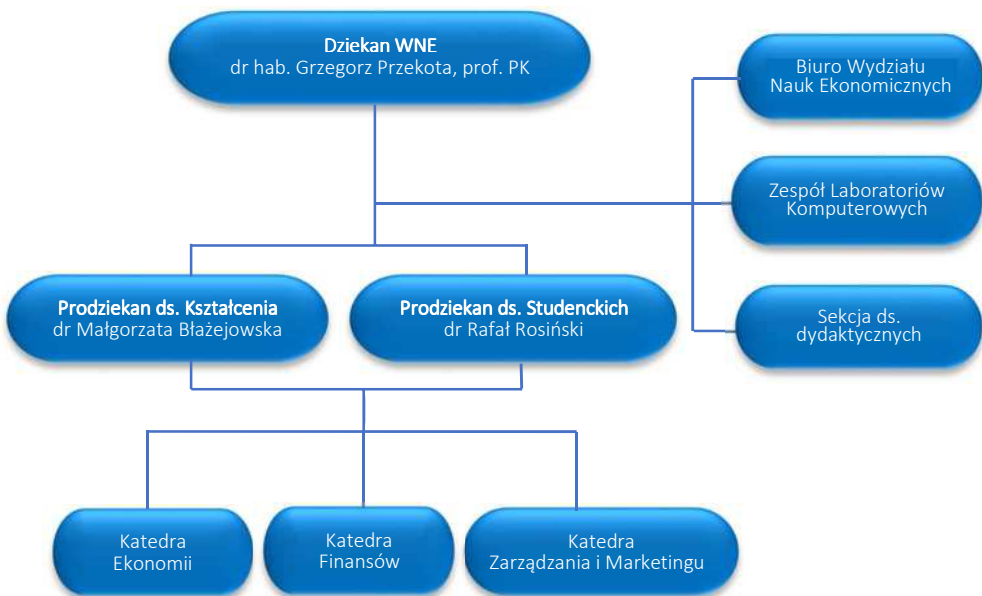 Dziekan WNE
dr hab. Grzegorz Przekota, prof. PK
Biuro Wydziału
Nauk Ekonomicznych
Zespół Laboratoriów
Komputerowych
Prodziekan ds. Kształcenia
dr Małgorzata Błażejowska
Prodziekan ds. Studenckich
dr Rafał Rosiński
Sekcja ds.
dydaktycznych
Katedra
Ekonomii
Katedra
Finansów
Katedra
Zarządzania i Marketingu